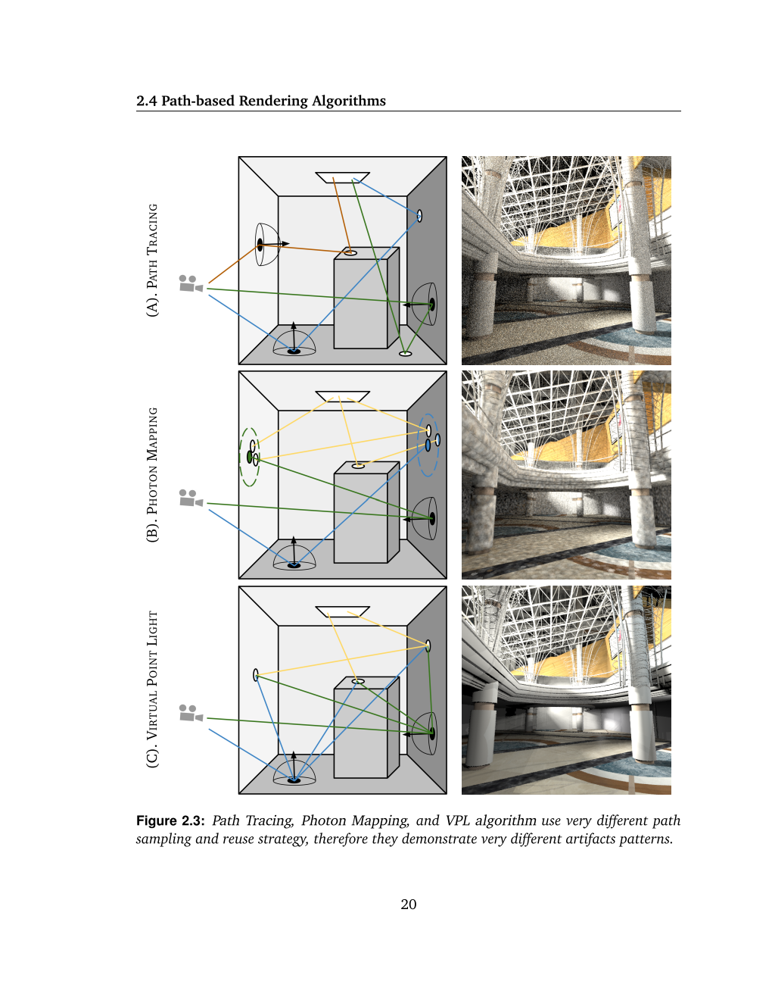 2.4 Path-based Rendering Algorithms
(A). Path Tracing
(B). Photon Mapping
(C). Virtual Point Light
Figure 2.3: Path Tracing, Photon Mapping, and VPL algorithm use very different path
sampling and reuse strategy, therefore they demonstrate very different artifacts patterns.
20